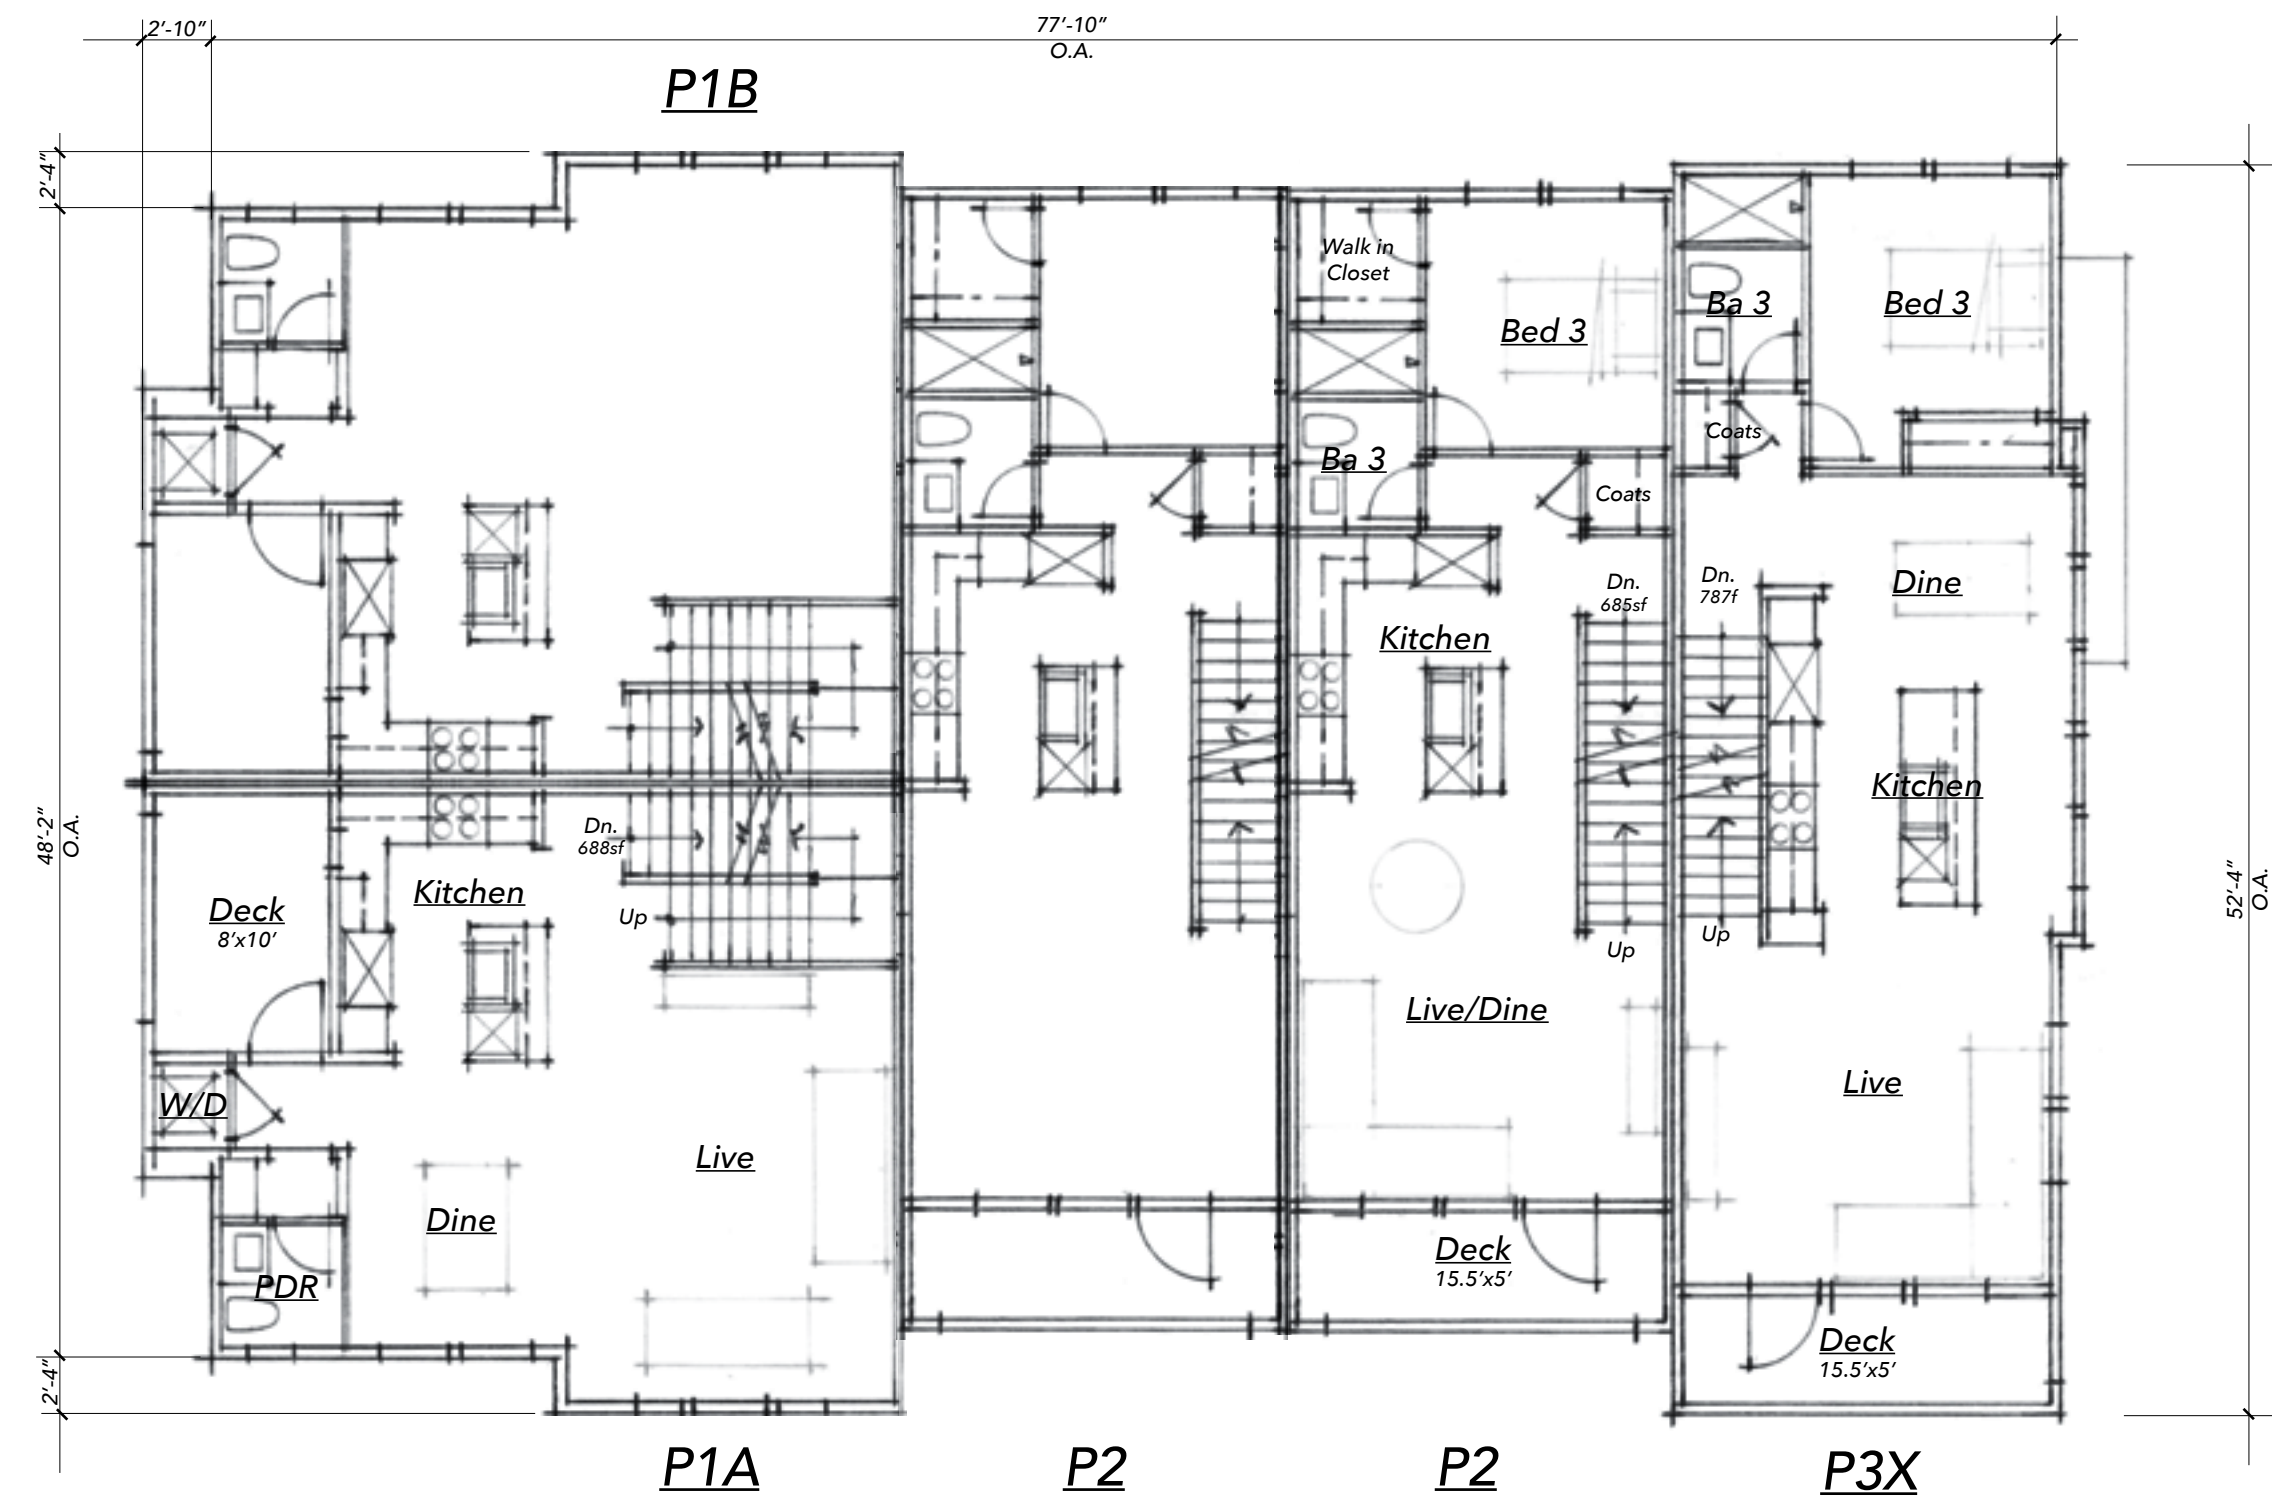 2'-10"
77'-10"
O.A.
P1B
2'-4"
Walk in
Closet
Bed 3
Ba 3
Bed 3
Coats
Ba 3
Coats
Dn.
685sf
Dn.
787f
Dine
Kitchen
Kitchen
48'-2"
O.A.
Dn.
688sf
Kitchen
Deck
8'x10'
Up
Up
Up
52'-4"
O.A.
Live/Dine
Live
W/D
Live
Dine
PDR
Deck
15.5'x5'
Deck
15.5'x5'
2'-4"
P1A
P2
P2
P3X